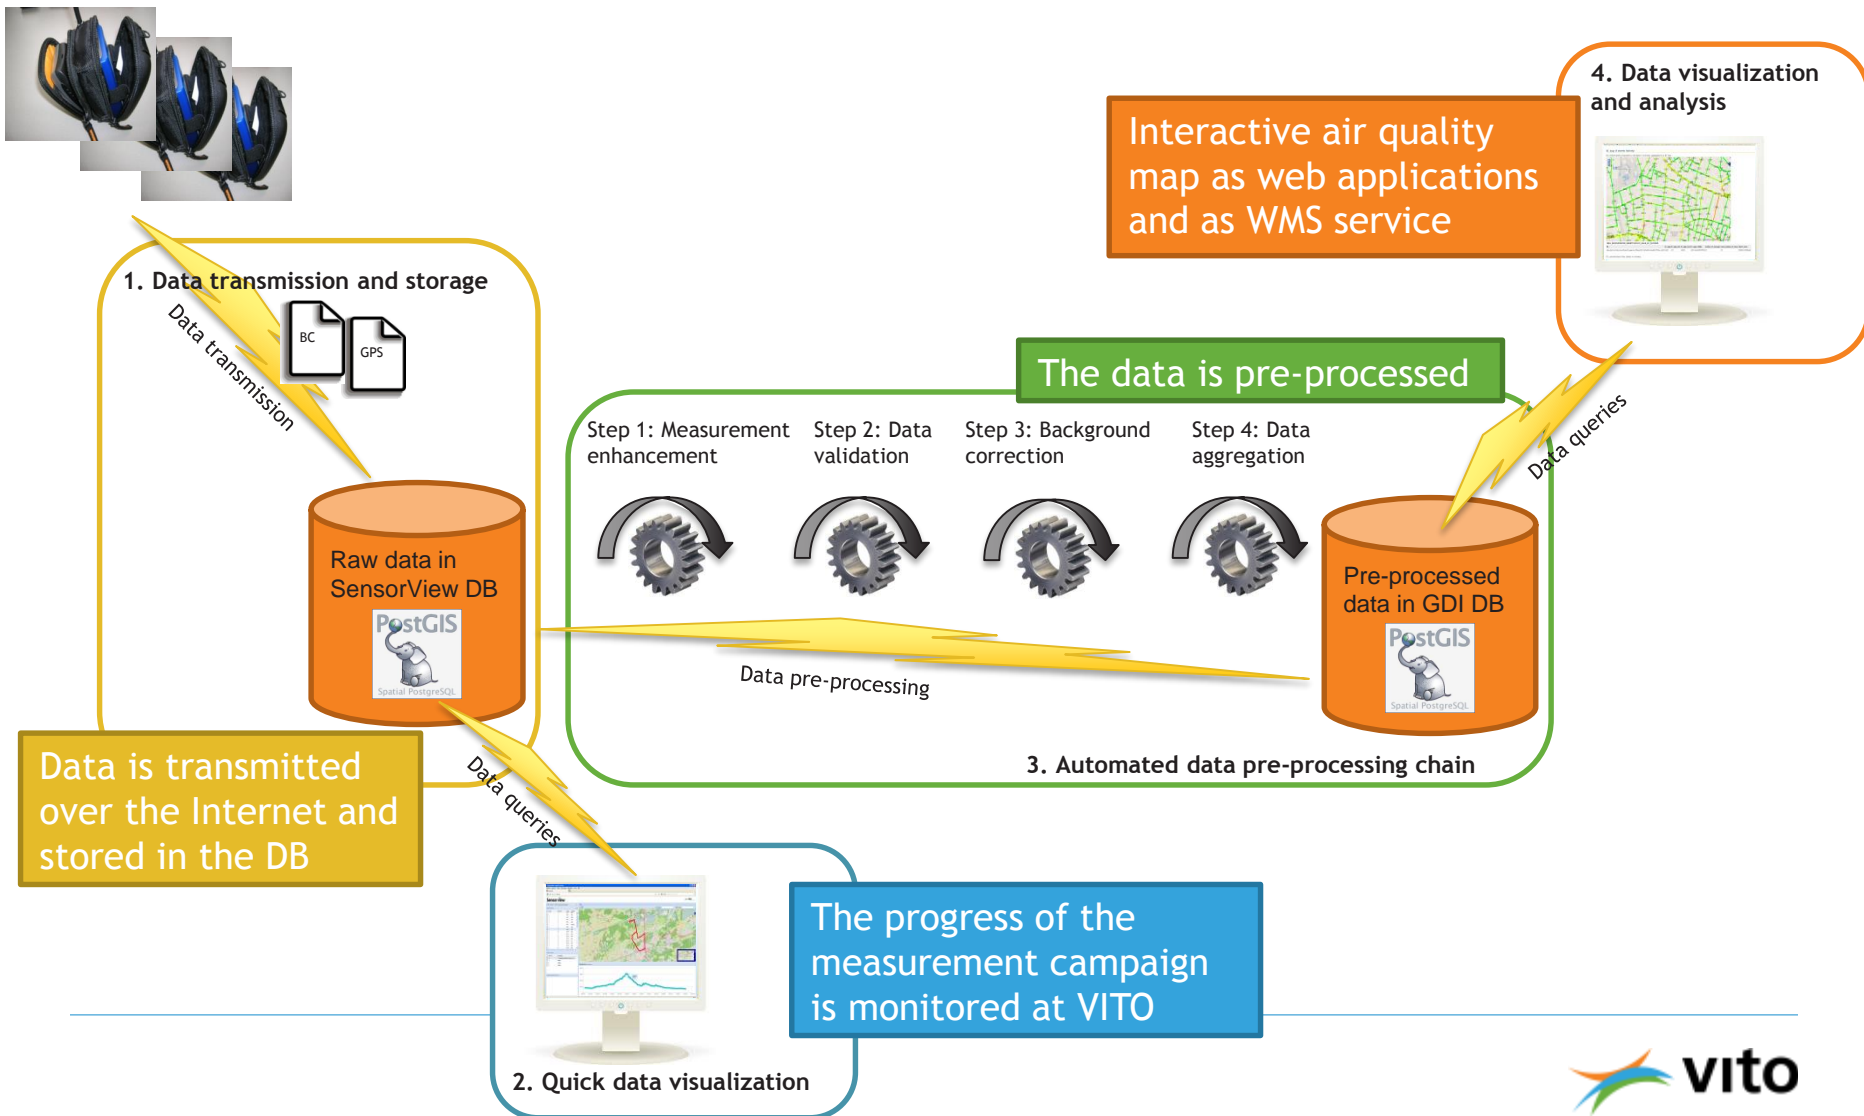 4. Data visualization
and analysis
Interactive air quality
map as web applications
and as WMS service
1. Data transmission and storage
BC
GPS
Data transmission
The data is pre-processed
Step 1: Measurement
enhancement
Step 2: Data
validation
Step 3: Background
correction
Step 4: Data
aggregation
Data queries
Raw data in
SensorView DB
PostGIS
Spatial PostgreSQL
Pre-processed
data in GDI DB
PostGIS
Spatial PostgreSQL
Data pre-processing
3. Automated data pre-processing chain
Data is transmitted
over the Internet and
stored in the DB
Data queries
The progress of the
measurement campaign
is monitored at VITO
2. Quick data visualization
vito